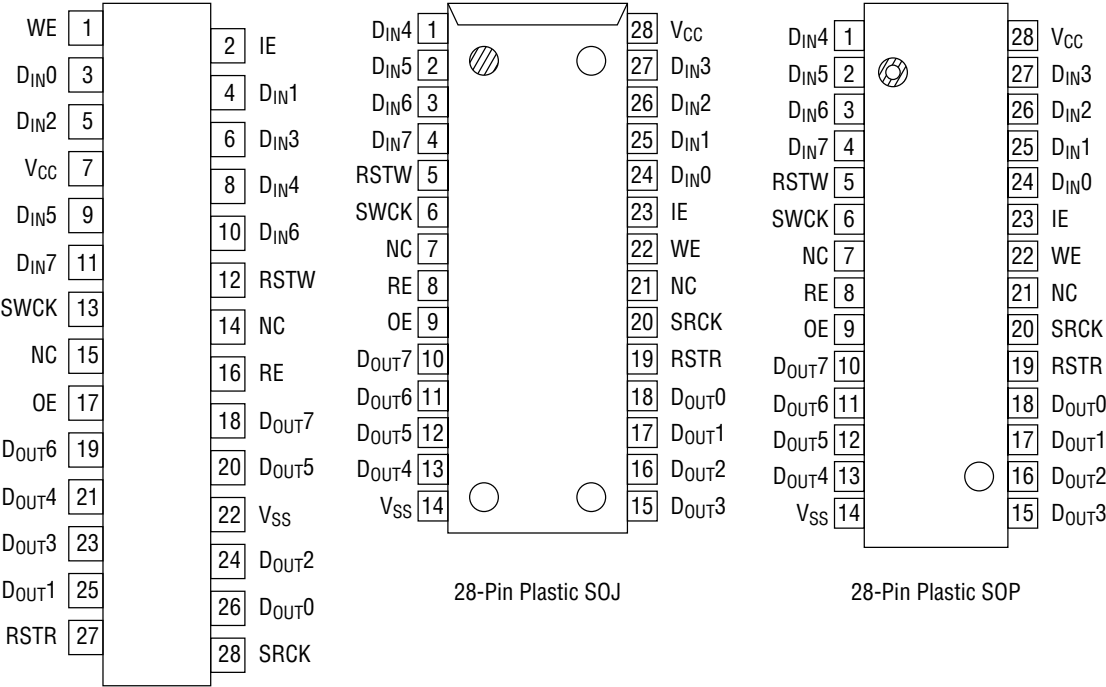 WE 1
2 IE
DIN0 3
4 DIN1
DIN2 5
6 DIN3
VCC 7
8 DIN4
DIN5 9
10 DIN6
DIN7 11
12 RSTW
SWCK 13
14 NC
NC 15
16 RE
OE 17
18 DOUT7
DOUT6 19
20 DOUT5
DOUT4 21
22 VSS
DOUT3 23
24 DOUT2
DOUT1 25
26 DOUT0
RSTR 27
28 SRCK
DIN4 1 28 VCC
DIN5 2 27 DIN3
DIN6 3 26 DIN2
DIN7 4 25 DIN1
RSTW 5 24 DIN0
SWCK 6 23 IE
NC 7 22 WE
RE 8 21 NC
OE 9 20 SRCK
DOUT7 10 19 RSTR
DOUT6 11 18 DOUT0
DOUT5 12 17 DOUT1
DOUT4 13 16 DOUT2
VSS 14 15 DOUT3
28-Pin Plastic SOJ
DIN4 1 28 VCC
DIN5 2 27 DIN3
DIN6 3 26 DIN2
DIN7 4 25 DIN1
RSTW 5 24 DIN0
SWCK 6 23 IE
NC 7 22 WE
RE 8 21 NC
OE 9 20 SRCK
DOUT7 10 19 RSTR
DOUT6 11 18 DOUT0
DOUT5 12 17 DOUT1
DOUT4 13 16 DOUT2
VSS 14 15 DOUT3
28-Pin Plastic SOP